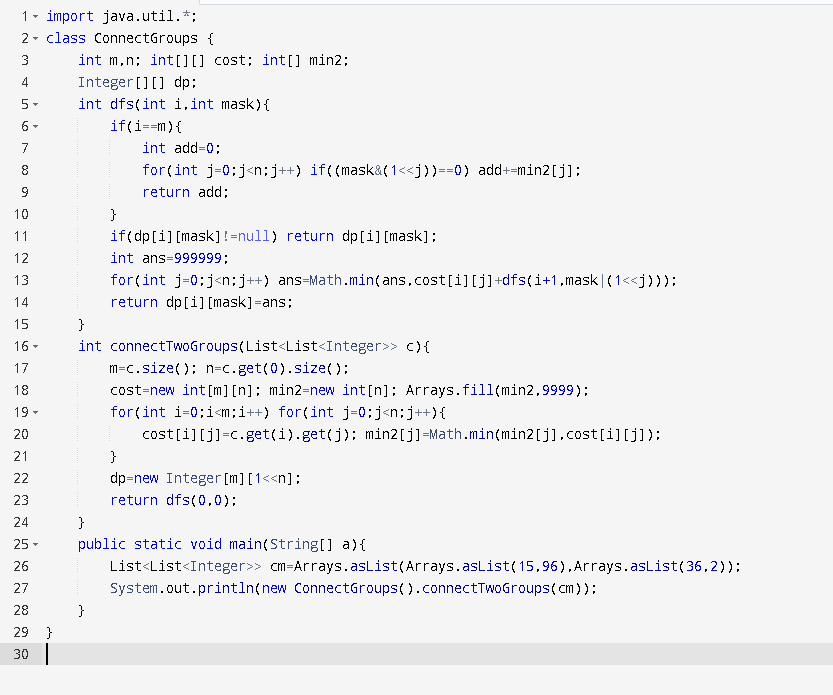 1 import java.util.*;
2 class ConnectGroups {
3     int m,n; int[][] cost; int[] min2;
4     Integer[][] dp;
5     int dfs(int i,int mask){
6         if(i==m){
7             int add=0;
8             for(int j=0;j<n;j++) if((mask&(1<<j))==0) add+=min2[j];
9             return add;
10         }
11         if(dp[i][mask]!=null) return dp[i][mask];
12         int ans=999999;
13         for(int j=0;j<n;j++) ans=Math.min(ans,cost[i][j]+dfs(i+1,mask|(1<<j)));
14         return dp[i][mask]=ans;
15     }
16     int connectTwoGroups(List<List<Integer>> c){
17         m=c.size(); n=c.get(0).size();
18         cost=new int[m][n]; min2=new int[n]; Arrays.fill(min2,9999);
19         for(int i=0;i<m;i++) for(int j=0;j<n;j++){
20             cost[i][j]=c.get(i).get(j); min2[j]=Math.min(min2[j],cost[i][j]);
21         }
22         dp=new Integer[m][1<<n];
23         return dfs(0,0);
24     }
25     public static void main(String[] a){
26         List<List<Integer>> cm=Arrays.asList(Arrays.asList(15,96),Arrays.asList(36,2));
27         System.out.println(new ConnectGroups().connectTwoGroups(cm));
28     }
29 }
30